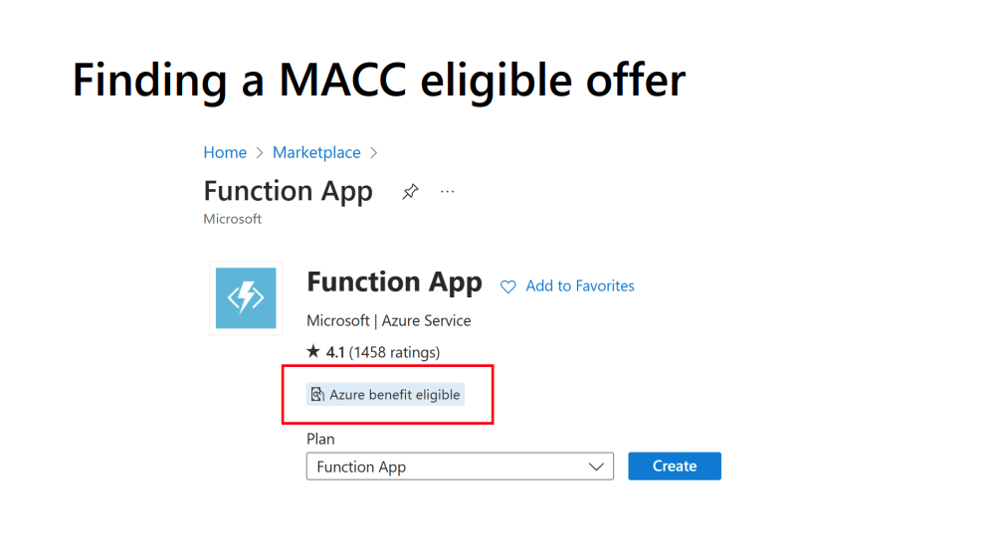 Finding a MACC eligible offer
Home > Marketplace >
Function App ...
Microsoft
Function App Add to Favorites
Microsoft | Azure Service
★ 4.1 (1458 ratings)
Azure benefit eligible
Plan
Function App Create